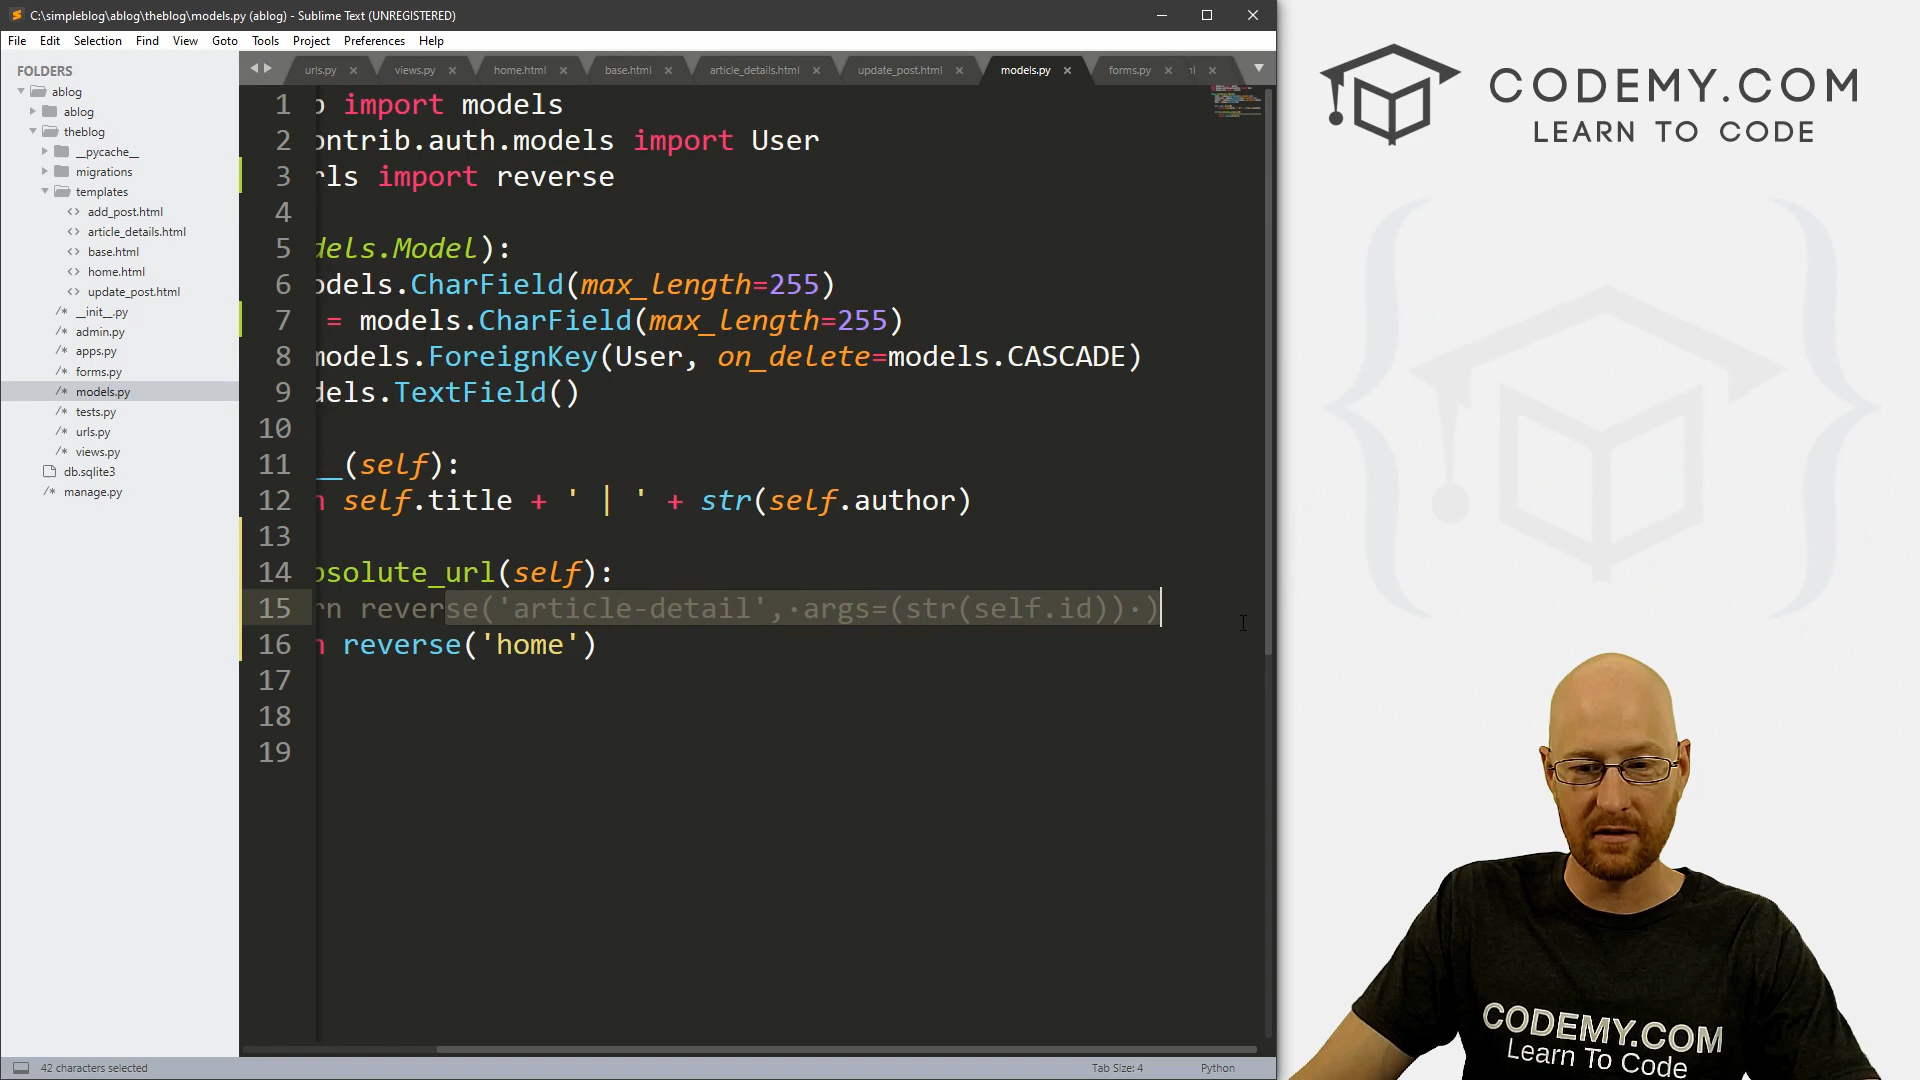 C:\simpleblog\ablog\theblog\models.py (ablog) - Sublime Text (UNREGISTERED)
File Edit Selection Find View Goto Tools Project Preferences Help
FOLDERS
ablog
ablog
theblog
__pycache__
migrations
templates
<> add_post.html
<> article_details.html
<> base.html
<> home.html
<> update_post.html
/* __init__.py
/* admin.py
/* apps.py
/* forms.py
/* models.py
/* tests.py
/* urls.py
/* views.py
db.sqlite3
manage.py
urls.py views.py home.html base.html article_details.html update_post.html models.py forms.py
1 import models
2 ontrib.auth.models import User
3 rls import reverse
4
5 dels.Model):
6 odels.CharField(max_length=255)
7 = models.CharField(max_length=255)
8 models.ForeignKey(User, on_delete=models.CASCADE)
9 dels.TextField()
10
11 __(self):
12 n self.title + ' | ' + str(self.author)
13
14 bsolute_url(self):
15 rn reverse('article-detail', args=(str(self.id)) )
16 n reverse('home')
17
18
19
42 characters selected
Tab Size: 4
Python
CODEMY.COM
LEARN TO CODE
CODEMY.COM
Learn To Code